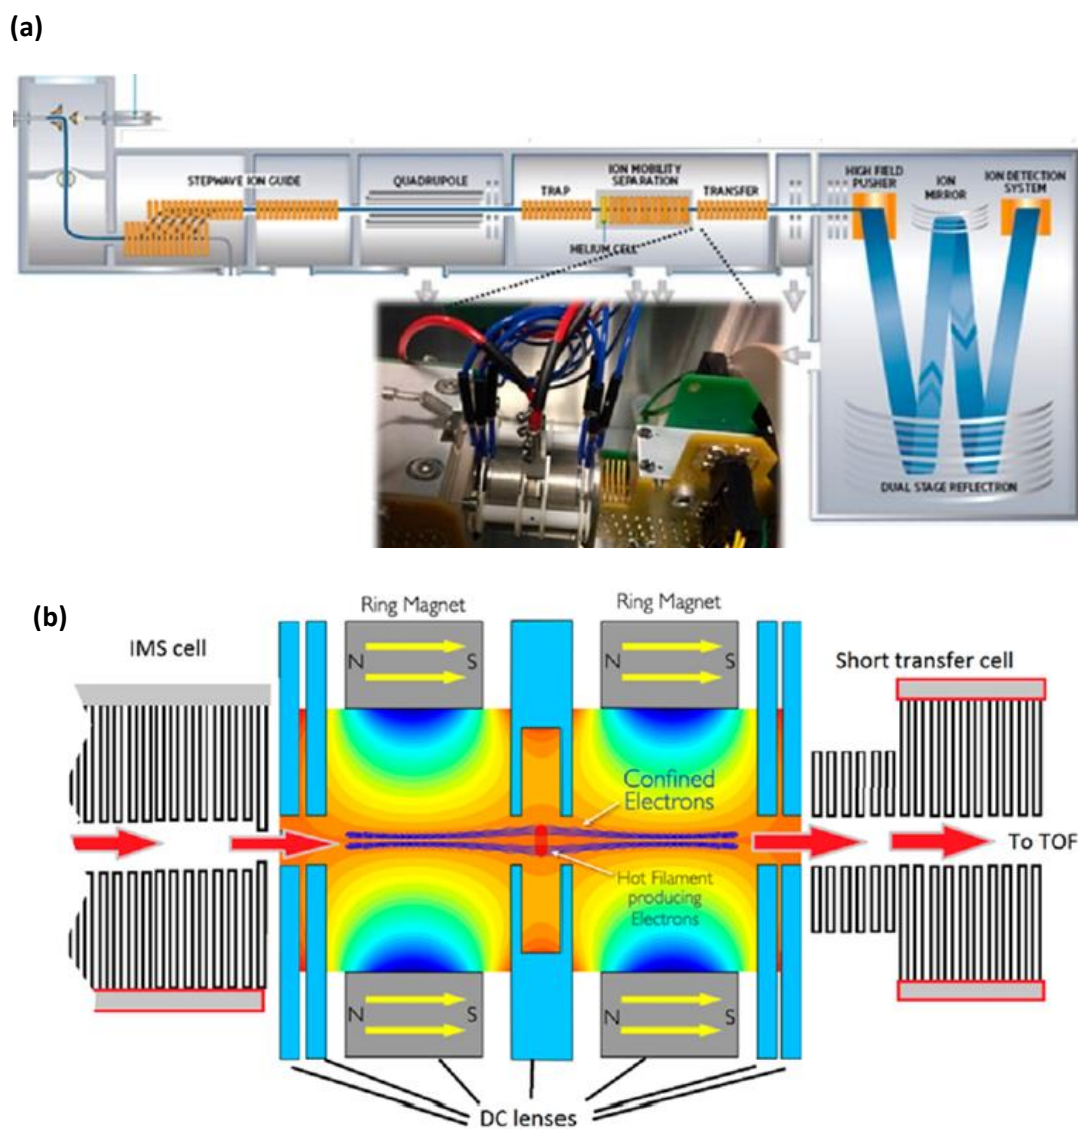 (a)
STEPWAVE ION GUIDE
QUADRUPOLE
TRAP
ION MOBILITY
SEPARATION
TRANSFER
HELIUM CELL
HIGH FIELD
PUSHER
ION
MIRROR
ION DETECTION
SYSTEM
DUAL STAGE REFLECTRON
(b)
Ring Magnet
Ring Magnet
IMS cell
N
S
N
S
Short transfer cell
Confined
Electrons
To TOF
Hot Filament
producing
Electrons
N
S
N
S
DC lenses